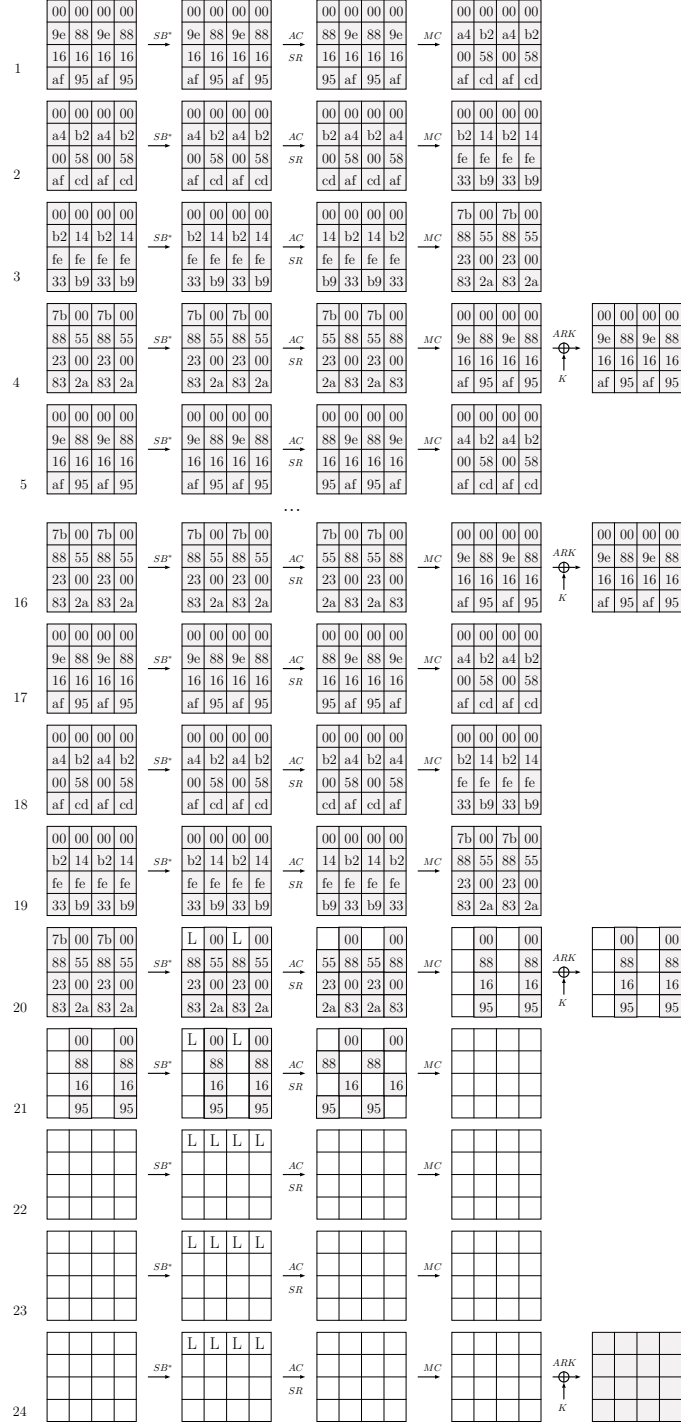 00 00 00 00 00 00 00 00 00 00 00 00 00 00 00 00
9e 88 9e 88 SB* 9e 88 9e 88 AC 88 9e 88 9e MC a4 b2 a4 b2
16 16 16 16 16 16 16 16 SR 16 16 16 16 00 58 00 58
1 af 95 af 95 af 95 af 95 95 af 95 af af cd af cd
00 00 00 00 00 00 00 00 00 00 00 00 00 00 00 00
a4 b2 a4 b2 SB* a4 b2 a4 b2 AC b2 a4 b2 a4 MC b2 14 b2 14
00 58 00 58 00 58 00 58 SR 00 58 00 58 fe fe fe fe
2 af cd af cd af cd af cd cd af cd af 33 b9 33 b9
00 00 00 00 00 00 00 00 00 00 00 00 7b 00 7b 00
b2 14 b2 14 SB* b2 14 b2 14 AC 14 b2 14 b2 MC 88 55 88 55
fe fe fe fe fe fe fe fe SR fe fe fe fe 23 00 23 00
3 33 b9 33 b9 33 b9 33 b9 b9 33 b9 33 83 2a 83 2a
7b 00 7b 00 7b 00 7b 00 7b 00 7b 00 00 00 00 00 00 00 00 00
88 55 88 55 SB* 88 55 88 55 AC 55 88 55 88 MC 9e 88 9e 88 ARK 9e 88 9e 88
23 00 23 00 23 00 23 00 SR 23 00 23 00 16 16 16 16 16 16 16 16
4 83 2a 83 2a 83 2a 83 2a 2a 83 2a 83 af 95 af 95 K af 95 af 95
00 00 00 00 00 00 00 00 00 00 00 00 00 00 00 00
9e 88 9e 88 SB* 9e 88 9e 88 AC 88 9e 88 9e MC a4 b2 a4 b2
16 16 16 16 16 16 16 16 SR 16 16 16 16 00 58 00 58
5 af 95 af 95 af 95 af 95 95 af 95 af af cd af cd
...
7b 00 7b 00 7b 00 7b 00 7b 00 7b 00 00 00 00 00 00 00 00 00
88 55 88 55 SB* 88 55 88 55 AC 55 88 55 88 MC 9e 88 9e 88 ARK 9e 88 9e 88
23 00 23 00 23 00 23 00 SR 23 00 23 00 16 16 16 16 16 16 16 16
16 83 2a 83 2a 83 2a 83 2a 2a 83 2a 83 af 95 af 95 K af 95 af 95
00 00 00 00 00 00 00 00 00 00 00 00 00 00 00 00
9e 88 9e 88 SB* 9e 88 9e 88 AC 88 9e 88 9e MC a4 b2 a4 b2
16 16 16 16 16 16 16 16 SR 16 16 16 16 00 58 00 58
17 af 95 af 95 af 95 af 95 95 af 95 af af cd af cd
00 00 00 00 00 00 00 00 00 00 00 00 00 00 00 00
a4 b2 a4 b2 SB* a4 b2 a4 b2 AC b2 a4 b2 a4 MC b2 14 b2 14
00 58 00 58 00 58 00 58 SR 00 58 00 58 fe fe fe fe
18 af cd af cd af cd af cd cd af cd af 33 b9 33 b9
00 00 00 00 00 00 00 00 00 00 00 00 7b 00 7b 00
b2 14 b2 14 SB* b2 14 b2 14 AC 14 b2 14 b2 MC 88 55 88 55
fe fe fe fe fe fe fe fe SR fe fe fe fe 23 00 23 00
19 33 b9 33 b9 33 b9 33 b9 b9 33 b9 33 83 2a 83 2a
7b 00 7b 00 L 00 L 00 00 00 00 00 00 00
88 55 88 55 SB* 88 55 88 55 AC 55 88 55 88 MC 88 88 ARK 88 88
23 00 23 00 23 00 23 00 SR 23 00 23 00 16 16 16 16
20 83 2a 83 2a 83 2a 83 2a 2a 83 2a 83 95 95 K 95 95
00 00 L 00 L 00 00 00
88 88 SB* 88 88 AC 88 88 MC
16 16 16 16 SR 16 16
21 95 95 95 95 95 95
L L L L
SB* AC MC
SR
22
L L L L
SB* AC MC
SR
23
L L L L
SB* AC MC ARK
SR
24 K